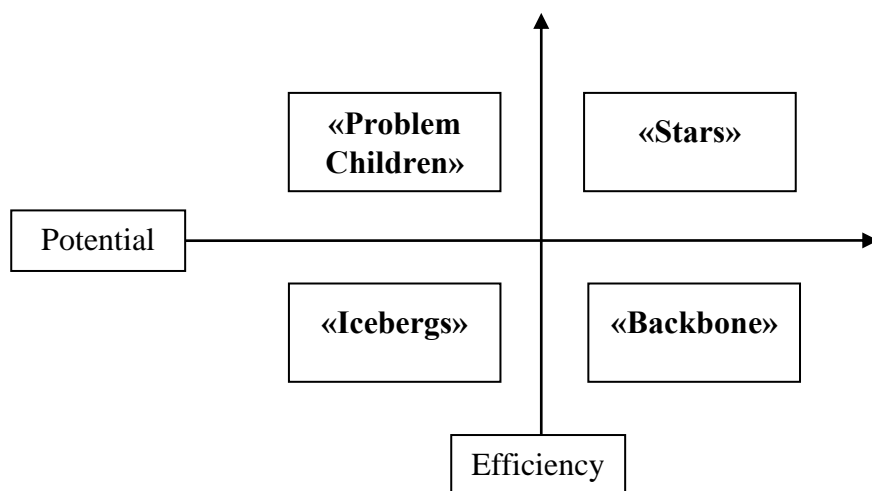 «Problem
Children»
«Stars»
Potential
«Icebergs»
«Backbone»
Efficiency